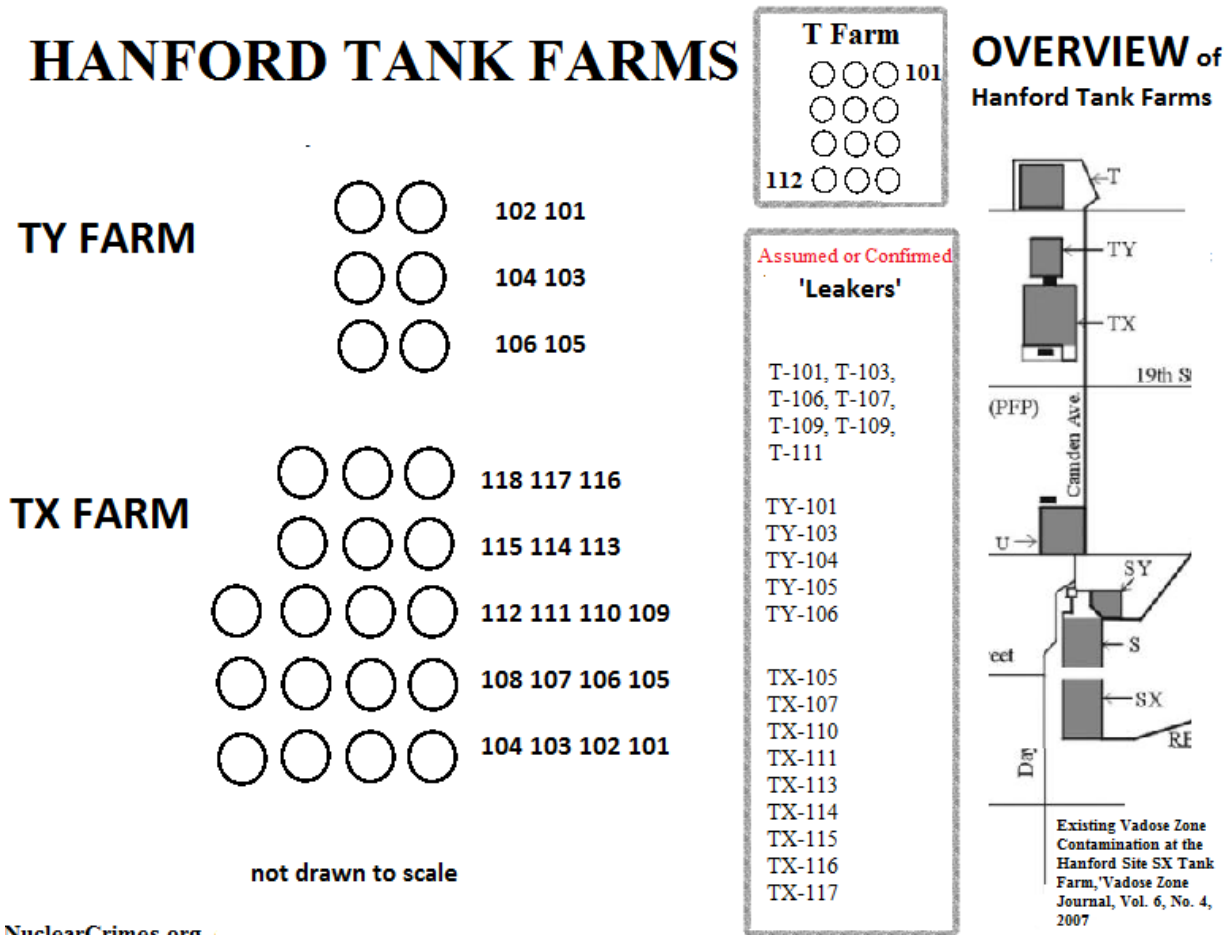 HANFORD TANK FARMS
T Farm
101
112
OVERVIEW of
Hanford Tank Farms
TY FARM
102 101
104 103
106 105
TX FARM
118 117 116
115 114 113
112 111 110 109
108 107 106 105
104 103 102 101
not drawn to scale
NuclearCrimes.org
Assumed or Confirmed
'Leakers'
T-101, T-103,
T-106, T-107,
T-109, T-109,
T-111
TY-101
TY-103
TY-104
TY-105
TY-106
TX-105
TX-107
TX-110
TX-111
TX-113
TX-114
TX-115
TX-116
TX-117
T
TY
TX
19th S
(PFP)
Camden Ave.
U
SY
eet
S
SX
RE
Day
Existing Vadose Zone
Contamination at the
Hanford Site SX Tank
Farm,'Vadose Zone
Journal, Vol. 6, No. 4,
2007